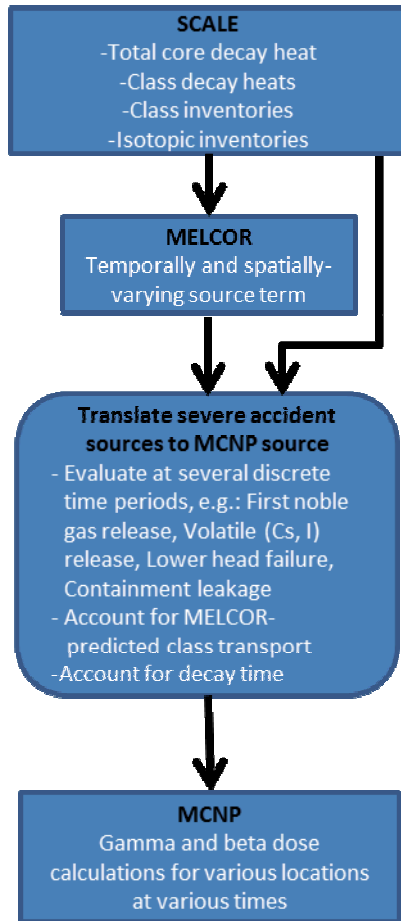 SCALE
-Total core decay heat
-Class decay heats
-Class inventories
-Isotopic inventories
MELCOR
Temporally and spatially-
varying source term
Translate severe accident
sources to MCNP source
- Evaluate at several discrete
time periods, e.g.: First noble
gas release, Volatile (Cs, I)
release, Lower head failure,
Containment leakage
- Account for MELCOR-
predicted class transport
-Account for decay time
MCNP
Gamma and beta dose
calculations for various locations
at various times